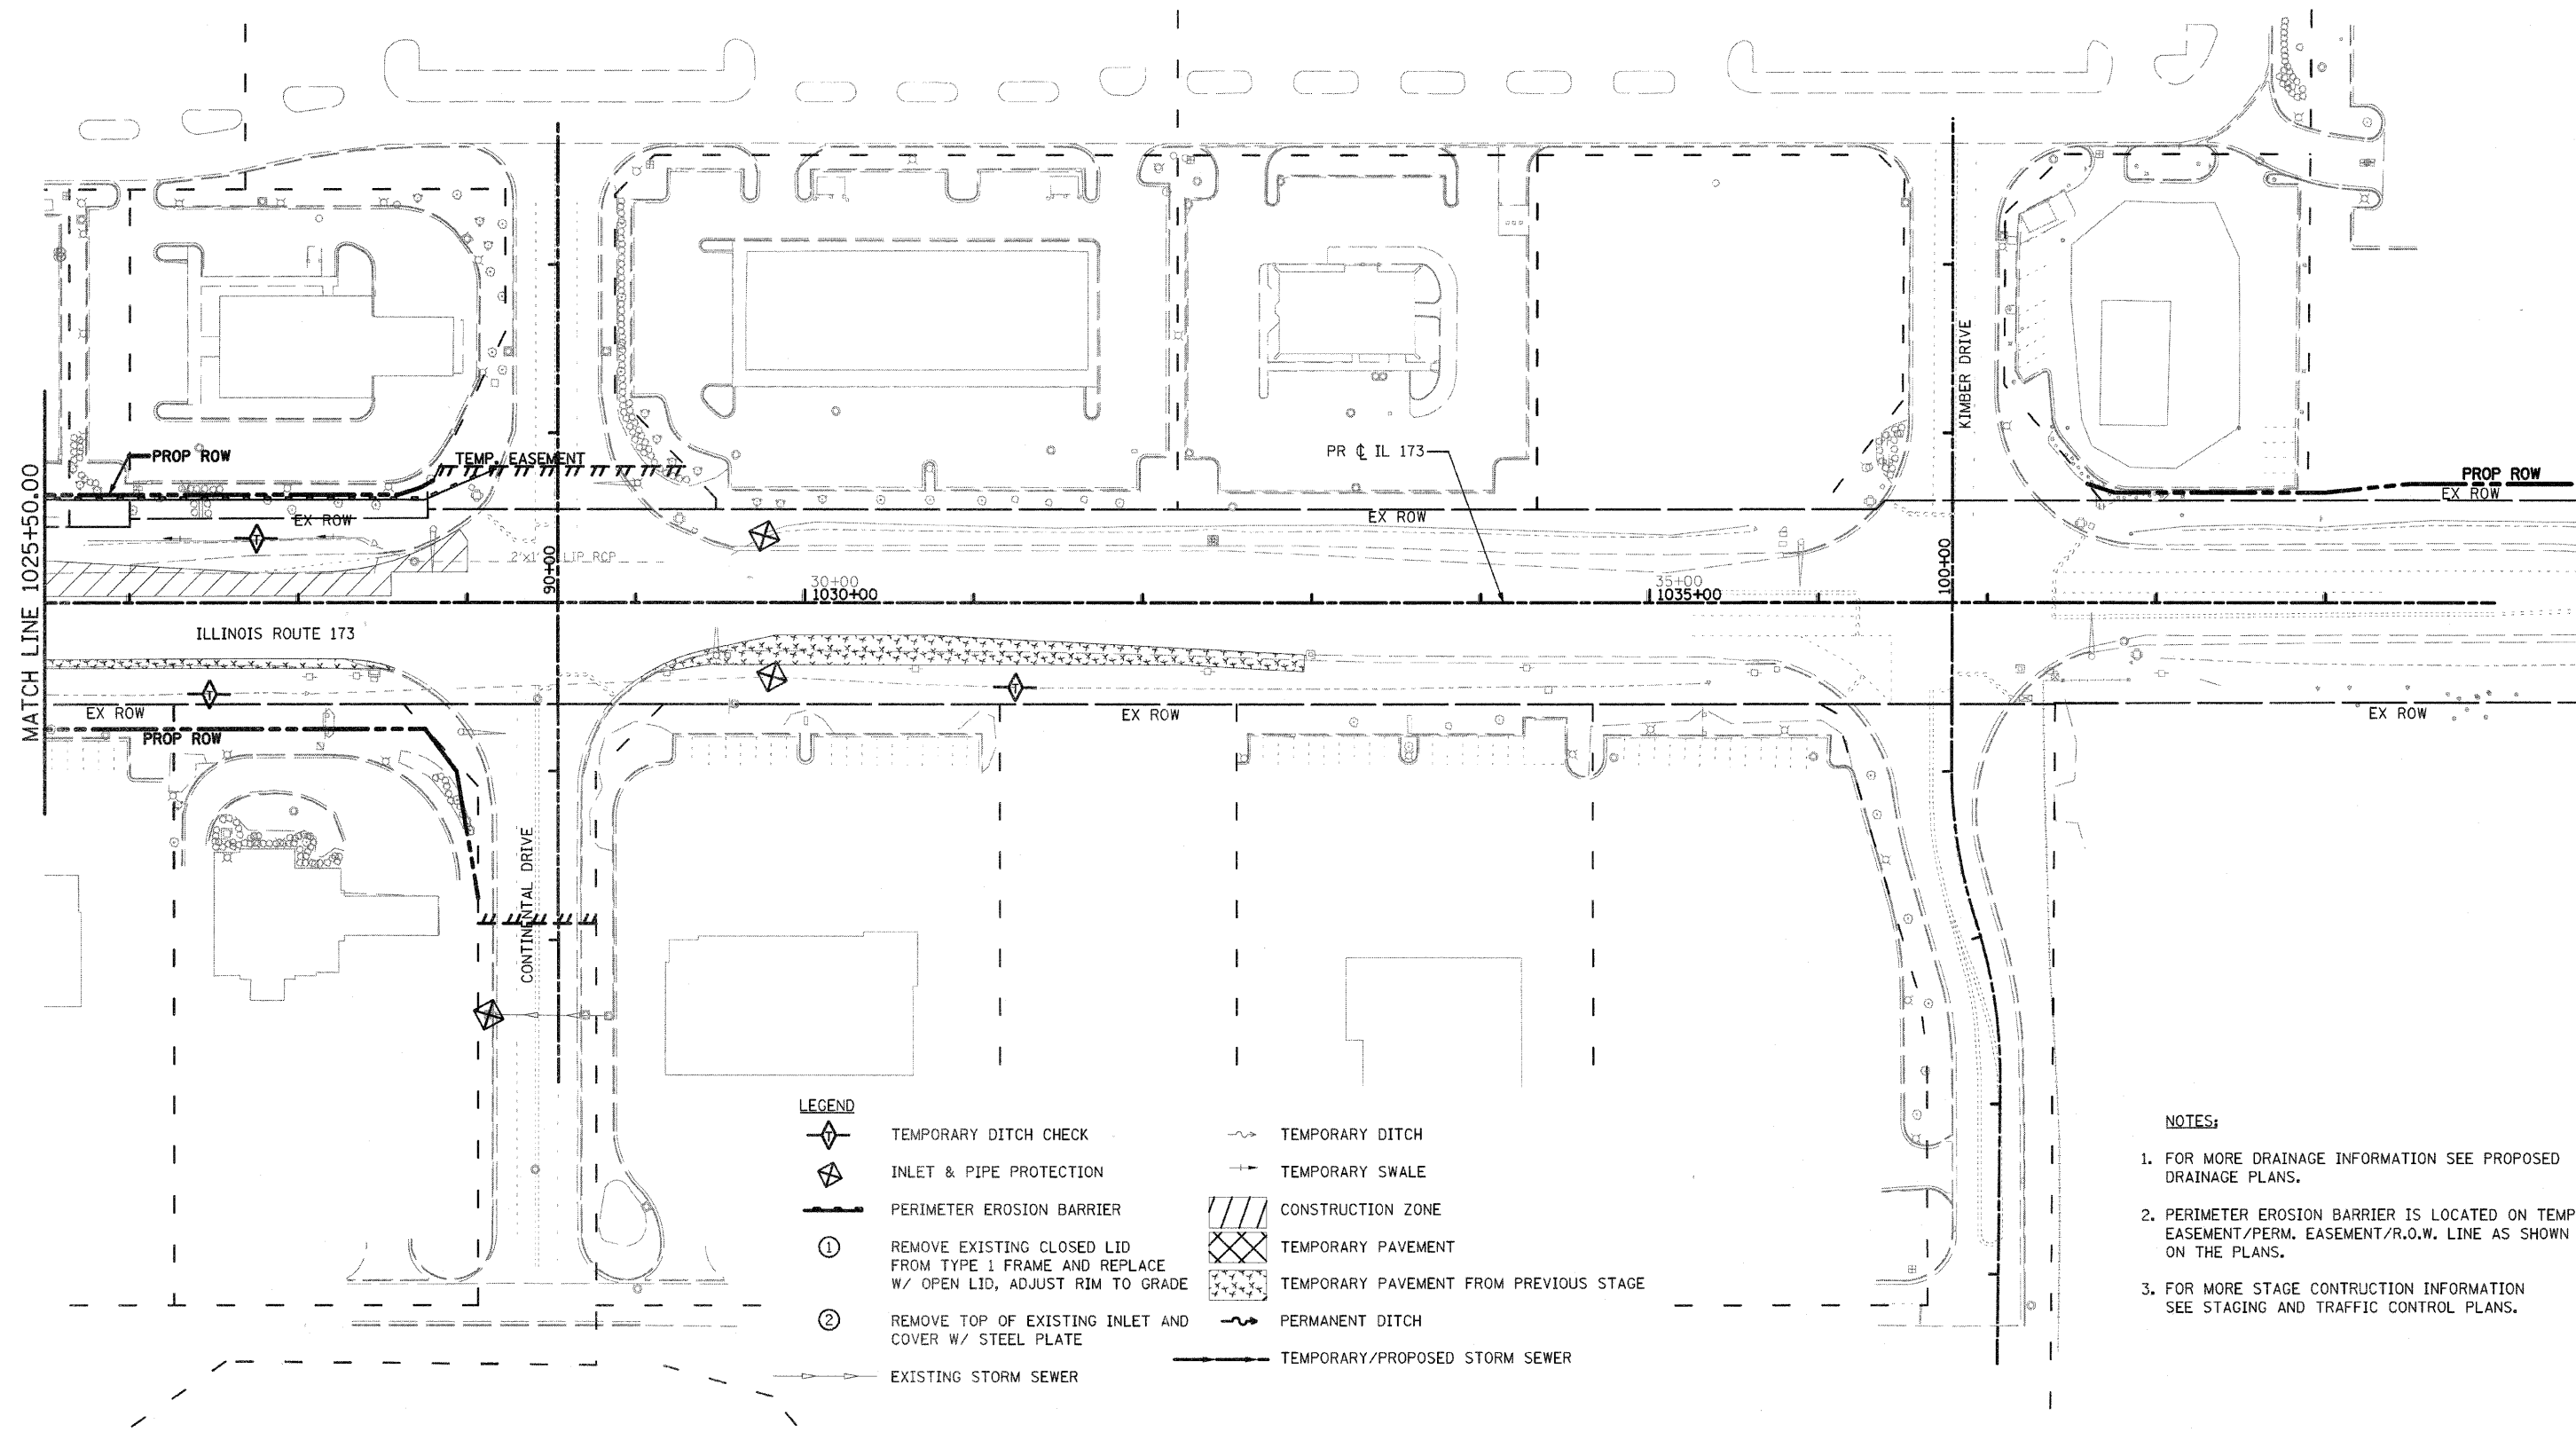 KIMBER DRIVE
PROP ROW
TEMP. EASEMENT
PR ℄ IL 173
PROP ROW
EX ROW
EX ROW
EX ROW
MATCH LINE 1025+50.00
90+00
100+00
30+00
1030+00
35+00
1035+00
ILLINOIS ROUTE 173
EX ROW
EX ROW
EX ROW
PROP ROW
CONTINENTAL DRIVE
LEGEND
TEMPORARY DITCH CHECK
INLET & PIPE PROTECTION
PERIMETER EROSION BARRIER
1 REMOVE EXISTING CLOSED LID
FROM TYPE 1 FRAME AND REPLACE
W/ OPEN LID, ADJUST RIM TO GRADE
2 REMOVE TOP OF EXISTING INLET AND
COVER W/ STEEL PLATE
EXISTING STORM SEWER
TEMPORARY DITCH
TEMPORARY SWALE
CONSTRUCTION ZONE
TEMPORARY PAVEMENT
TEMPORARY PAVEMENT FROM PREVIOUS STAGE
PERMANENT DITCH
TEMPORARY/PROPOSED STORM SEWER
NOTES:
1. FOR MORE DRAINAGE INFORMATION SEE PROPOSED
DRAINAGE PLANS.
2. PERIMETER EROSION BARRIER IS LOCATED ON TEMP
EASEMENT/PERM. EASEMENT/R.O.W. LINE AS SHOWN
ON THE PLANS.
3. FOR MORE STAGE CONTRUCTION INFORMATION
SEE STAGING AND TRAFFIC CONTROL PLANS.